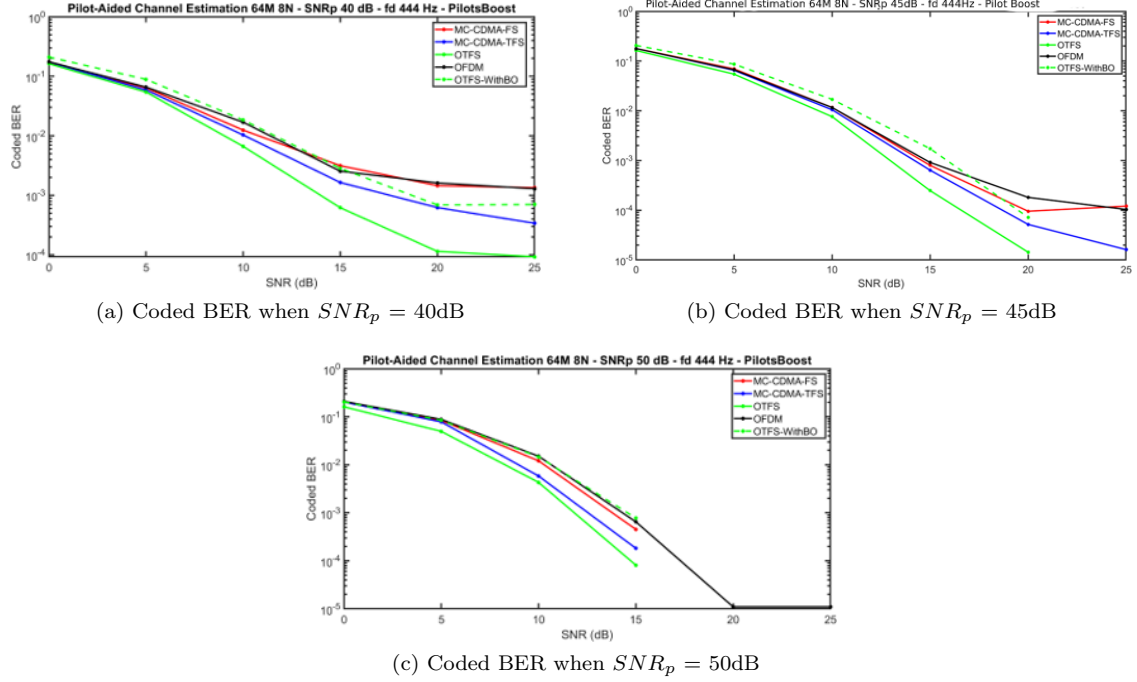 Pilot-Aided Channel Estimation 64M 8N - SNRp 40 dB - fd 444 Hz - PilotsBoost
10^0
10^-1
10^-2
10^-3
10^-4
Coded BER
MC-CDMA-FS
MC-CDMA-TFS
OTFS
OFDM
OTFS-WithBO
0 5 10 15 20 25
SNR (dB)
(a) Coded BER when SNR_p = 40dB
Pilot-Aided Channel Estimation 64M 8N - SNRp 45dB - fd 444Hz - Pilot Boost
10^0
10^-1
10^-2
10^-3
10^-4
10^-5
Coded BER
MC-CDMA-FS
MC-CDMA-TFS
OTFS
OFDM
OTFS-WithBO
0 5 10 15 20 25
SNR (dB)
(b) Coded BER when SNR_p = 45dB
Pilot-Aided Channel Estimation 64M 8N - SNRp 50 dB - fd 444 Hz - PilotsBoost
10^0
10^-1
10^-2
10^-3
10^-4
10^-5
Coded BER
MC-CDMA-FS
MC-CDMA-TFS
OTFS
OFDM
OTFS-WithBO
0 5 10 15 20 25
SNR (dB)
(c) Coded BER when SNR_p = 50dB